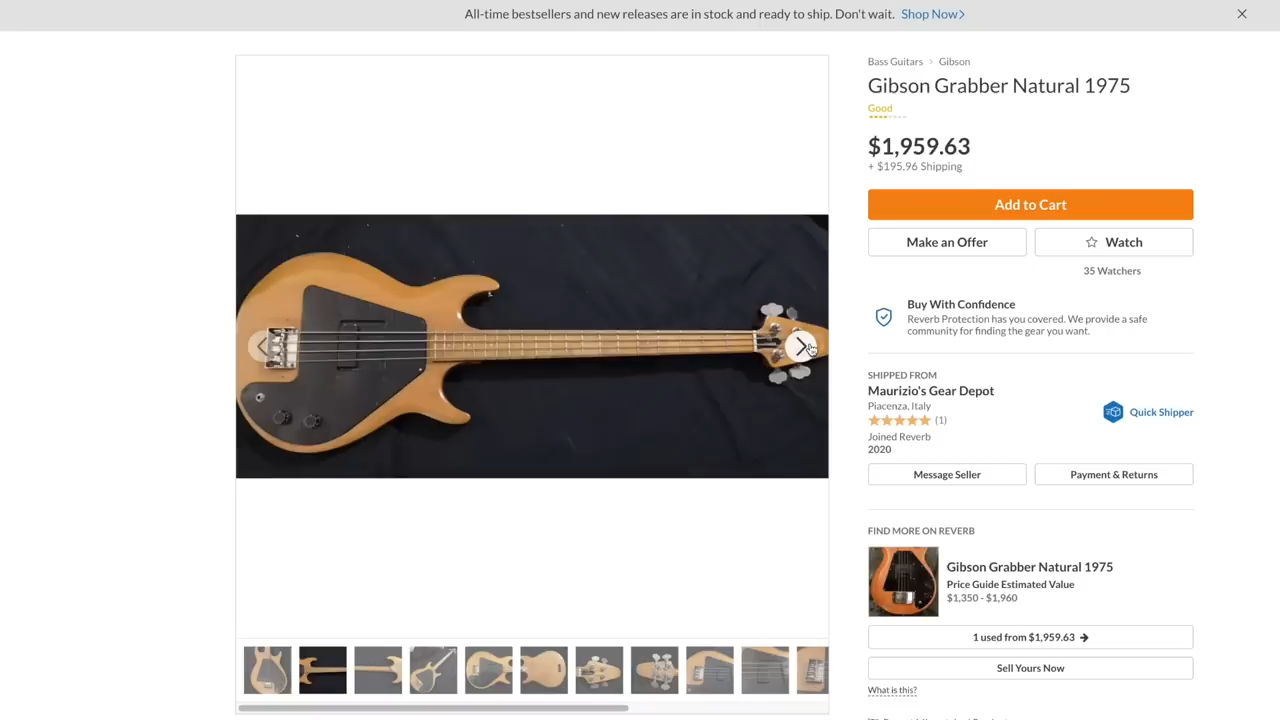 All-time bestsellers and new releases are in stock and ready to ship. Don't wait. Shop Now>
Bass Guitars > Gibson
Gibson Grabber Natural 1975
Good
$1,959.63
+ $195.96 Shipping
Add to Cart
Make an Offer
Watch
35 Watchers
Buy With Confidence
Reverb Protection has you covered. We provide a safe
community for finding the gear you want.
SHIPPED FROM
Maurizio's Gear Depot
Piacenza, Italy
(1)
Quick Shipper
Joined Reverb
2020
Message Seller
Payment & Returns
FIND MORE ON REVERB
Gibson Grabber Natural 1975
Price Guide Estimated Value
$1,350 - $1,960
1 used from $1,959.63 →
Sell Yours Now
What is this?